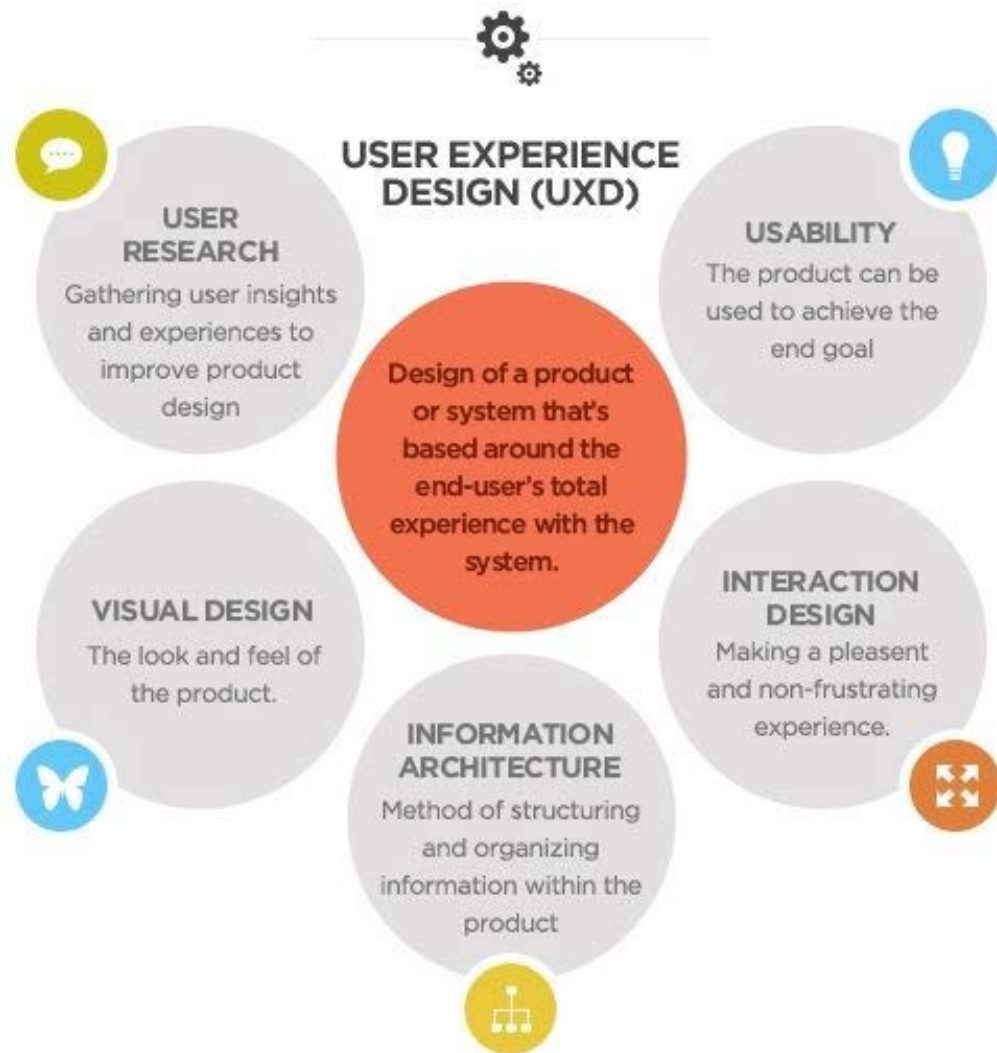 USER EXPERIENCE
DESIGN (UXD)
USER
RESEARCH
Gathering user insights
and experiences to
improve product
design
USABILITY
The product can be
used to achieve the
end goal
Design of a product
or system that's
based around the
end-user's total
experience with the
system.
VISUAL DESIGN
The look and feel of
the product.
INTERACTION
DESIGN
Making a pleasent
and non-frustrating
experience.
INFORMATION
ARCHITECTURE
Method of structuring
and organizing
information within the
product